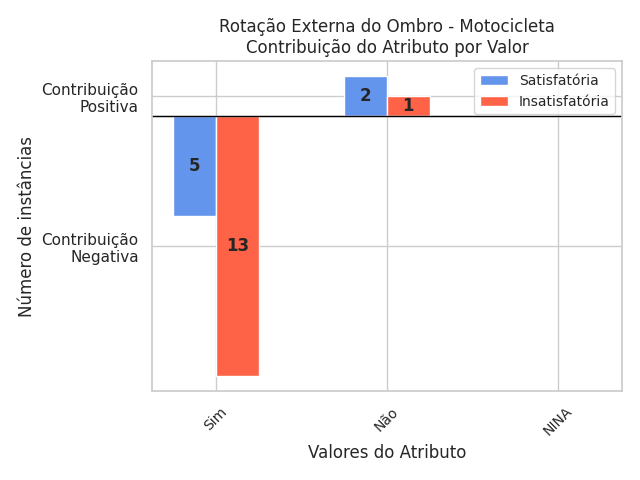 Rotação Externa do Ombro - Motocicleta
Contribuição do Atributo por Valor
Satisfatória
Insatisfatória
Contribuição
Positiva
Contribuição
Negativa
Número de instâncias
2
1
5
13
Sim
Não
NINA
Valores do Atributo